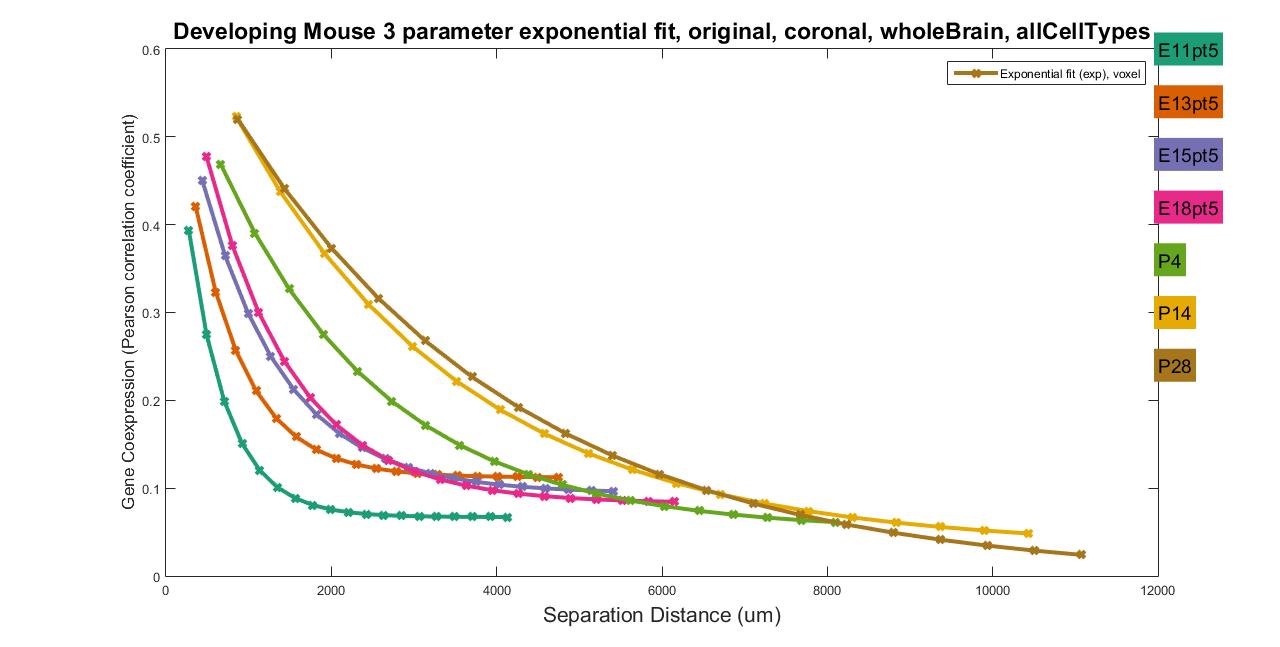 Developing Mouse 3 parameter exponential fit, original, coronal, wholeBrain, allCellTypes
E11pt5
Exponential fit (exp), voxel
E13pt5
E15pt5
E18pt5
P4
P14
P28
Gene Coexpression (Pearson correlation coefficient)
0.6
0.5
0.4
0.3
0.2
0.1
0
0
2000
4000
6000
8000
10000
12000
Separation Distance (um)